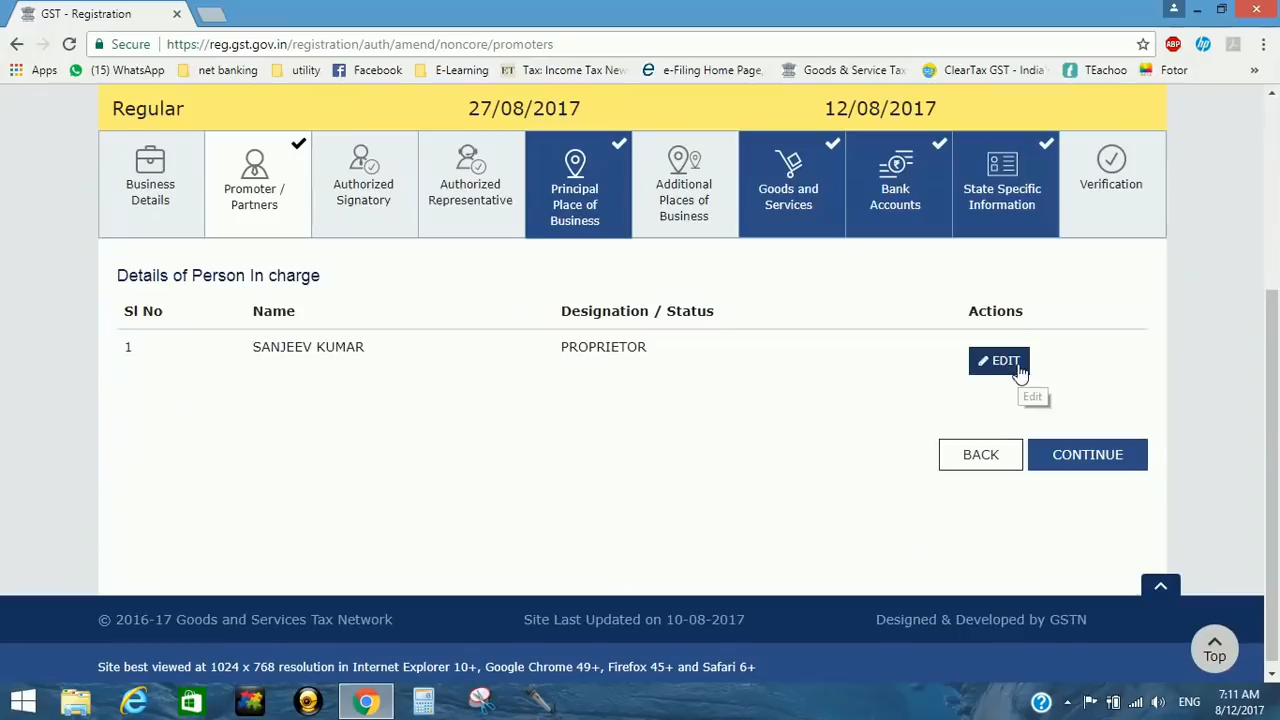 GST - Registration
Secure https://reg.gst.gov.in/registration/auth/amend/noncore/promoters
ABP
Apps (15) WhatsApp net banking utility Facebook E-Learning ET Tax: Income Tax New e-Filing Home Page, Goods & Service Tax ClearTax GST - India' TEachoo Fotor »
Regular 27/08/2017 12/08/2017
Business Details
Promoter / Partners
Authorized Signatory
Authorized Representative
Principal Place of Business
Additional Places of Business
Goods and Services
Bank Accounts
State Specific Information
Verification
Details of Person In charge
Sl No Name Designation / Status Actions
1 SANJEEV KUMAR PROPRIETOR EDIT
Edit
BACK CONTINUE
© 2016-17 Goods and Services Tax Network Site Last Updated on 10-08-2017 Designed & Developed by GSTN
Top
Site best viewed at 1024 x 768 resolution in Internet Explorer 10+, Google Chrome 49+, Firefox 45+ and Safari 6+
ENG 7:11 AM
8/12/2017